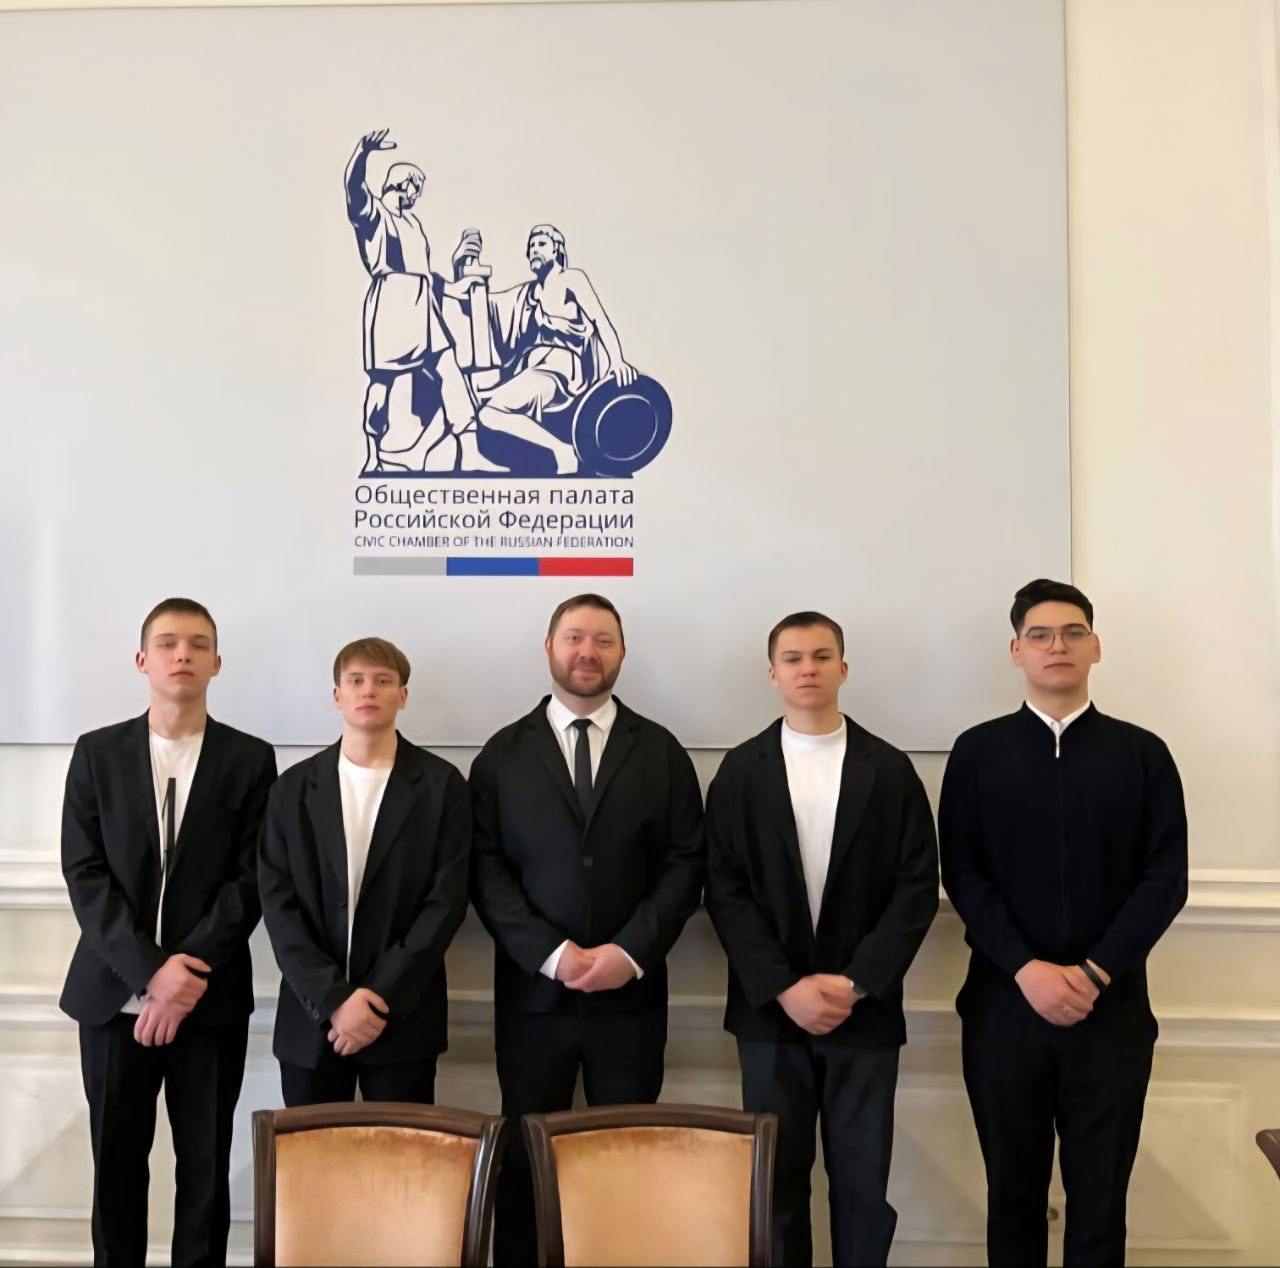 Общественная палата
Российской Федерации
CIVIC CHAMBER OF THE RUSSIAN FEDERATION